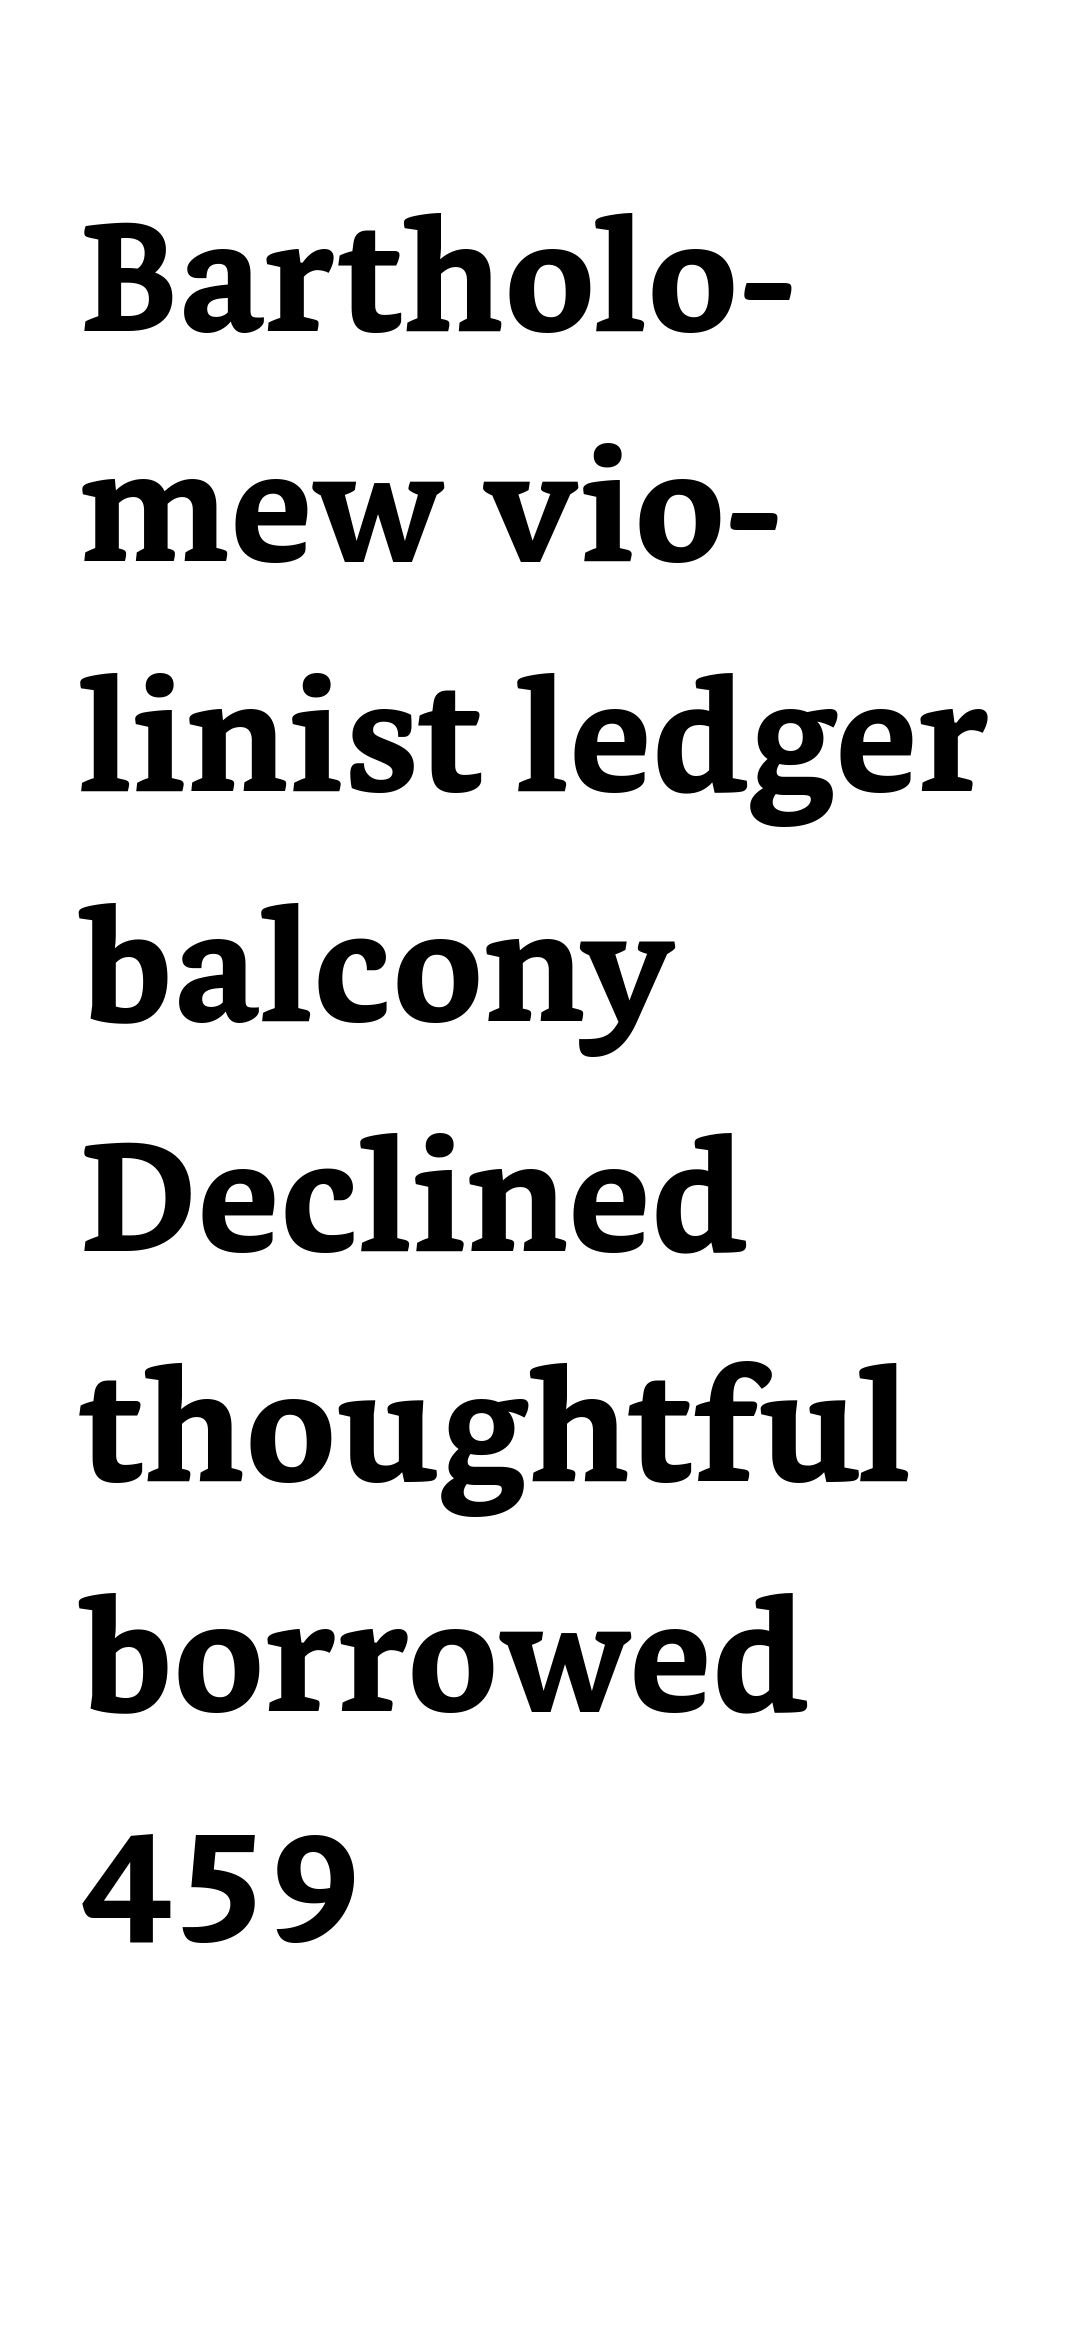 Bartholo-
mew vio-
linist ledger
balcony
Declined
thoughtful
borrowed
459